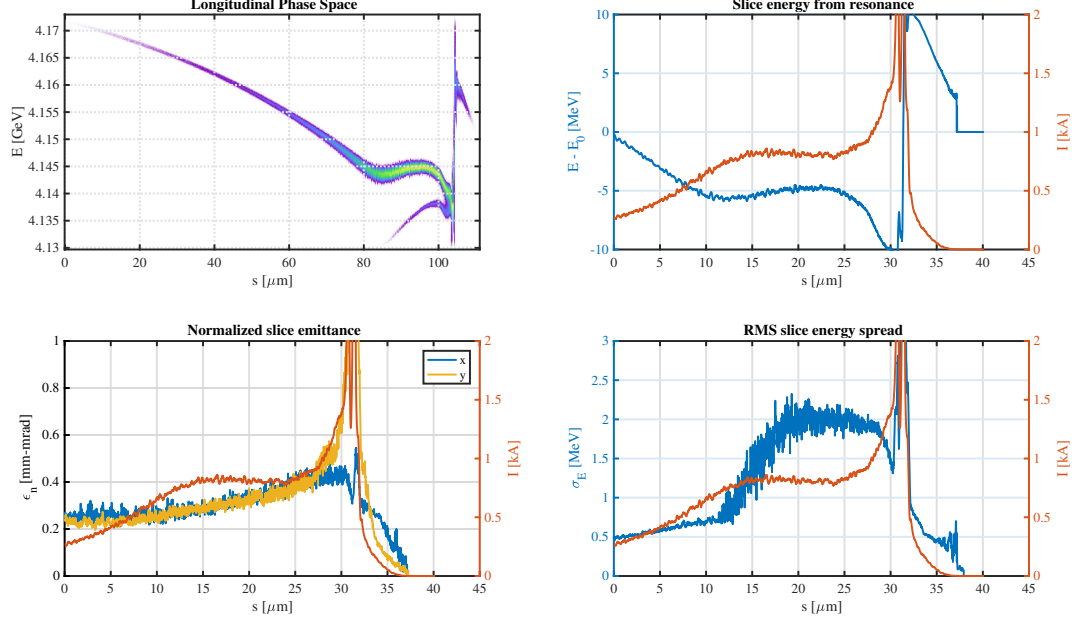 Longitudinal Phase Space
4.17
4.165
4.16
4.155
4.15
4.145
4.14
4.135
4.13
E [GeV]
0 20 40 60 80 100
s [μm]
Slice energy from resonance
10
5
0
-5
-10
E - E0 [MeV]
2
1.5
1
0.5
0
I [kA]
0 5 10 15 20 25 30 35 40 45
s [μm]
Normalized slice emittance
1
0.8
0.6
0.4
0.2
0
ϵn [mm-mrad]
x
y
2
1.5
1
0.5
0
I [kA]
0 5 10 15 20 25 30 35 40 45
s [μm]
RMS slice energy spread
3
2.5
2
1.5
1
0.5
0
σE [MeV]
2
1.5
1
0.5
0
I [kA]
0 5 10 15 20 25 30 35 40 45
s [μm]